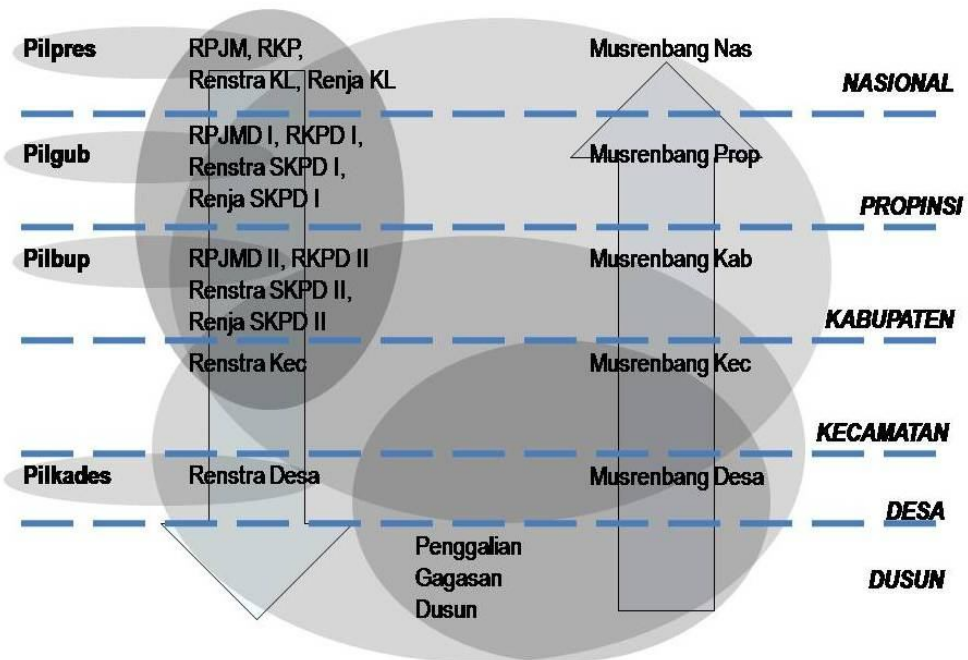 Pilpres
RPJM, RKP,
Renstra KL, Renja KL
Musrenbang Nas
NASIONAL
Pilgub
RPJMD I, RKPD I,
Renstra SKPD I,
Renja SKPD I
Musrenbang Prop
PROPINSI
Pilbup
RPJMD II, RKPD II
Renstra SKPD II,
Renja SKPD II
Musrenbang Kab
KABUPATEN
Renstra Kec
Musrenbang Kec
KECAMATAN
Pilkades
Renstra Desa
Musrenbang Desa
DESA
Penggalian
Gagasan
Dusun
DUSUN